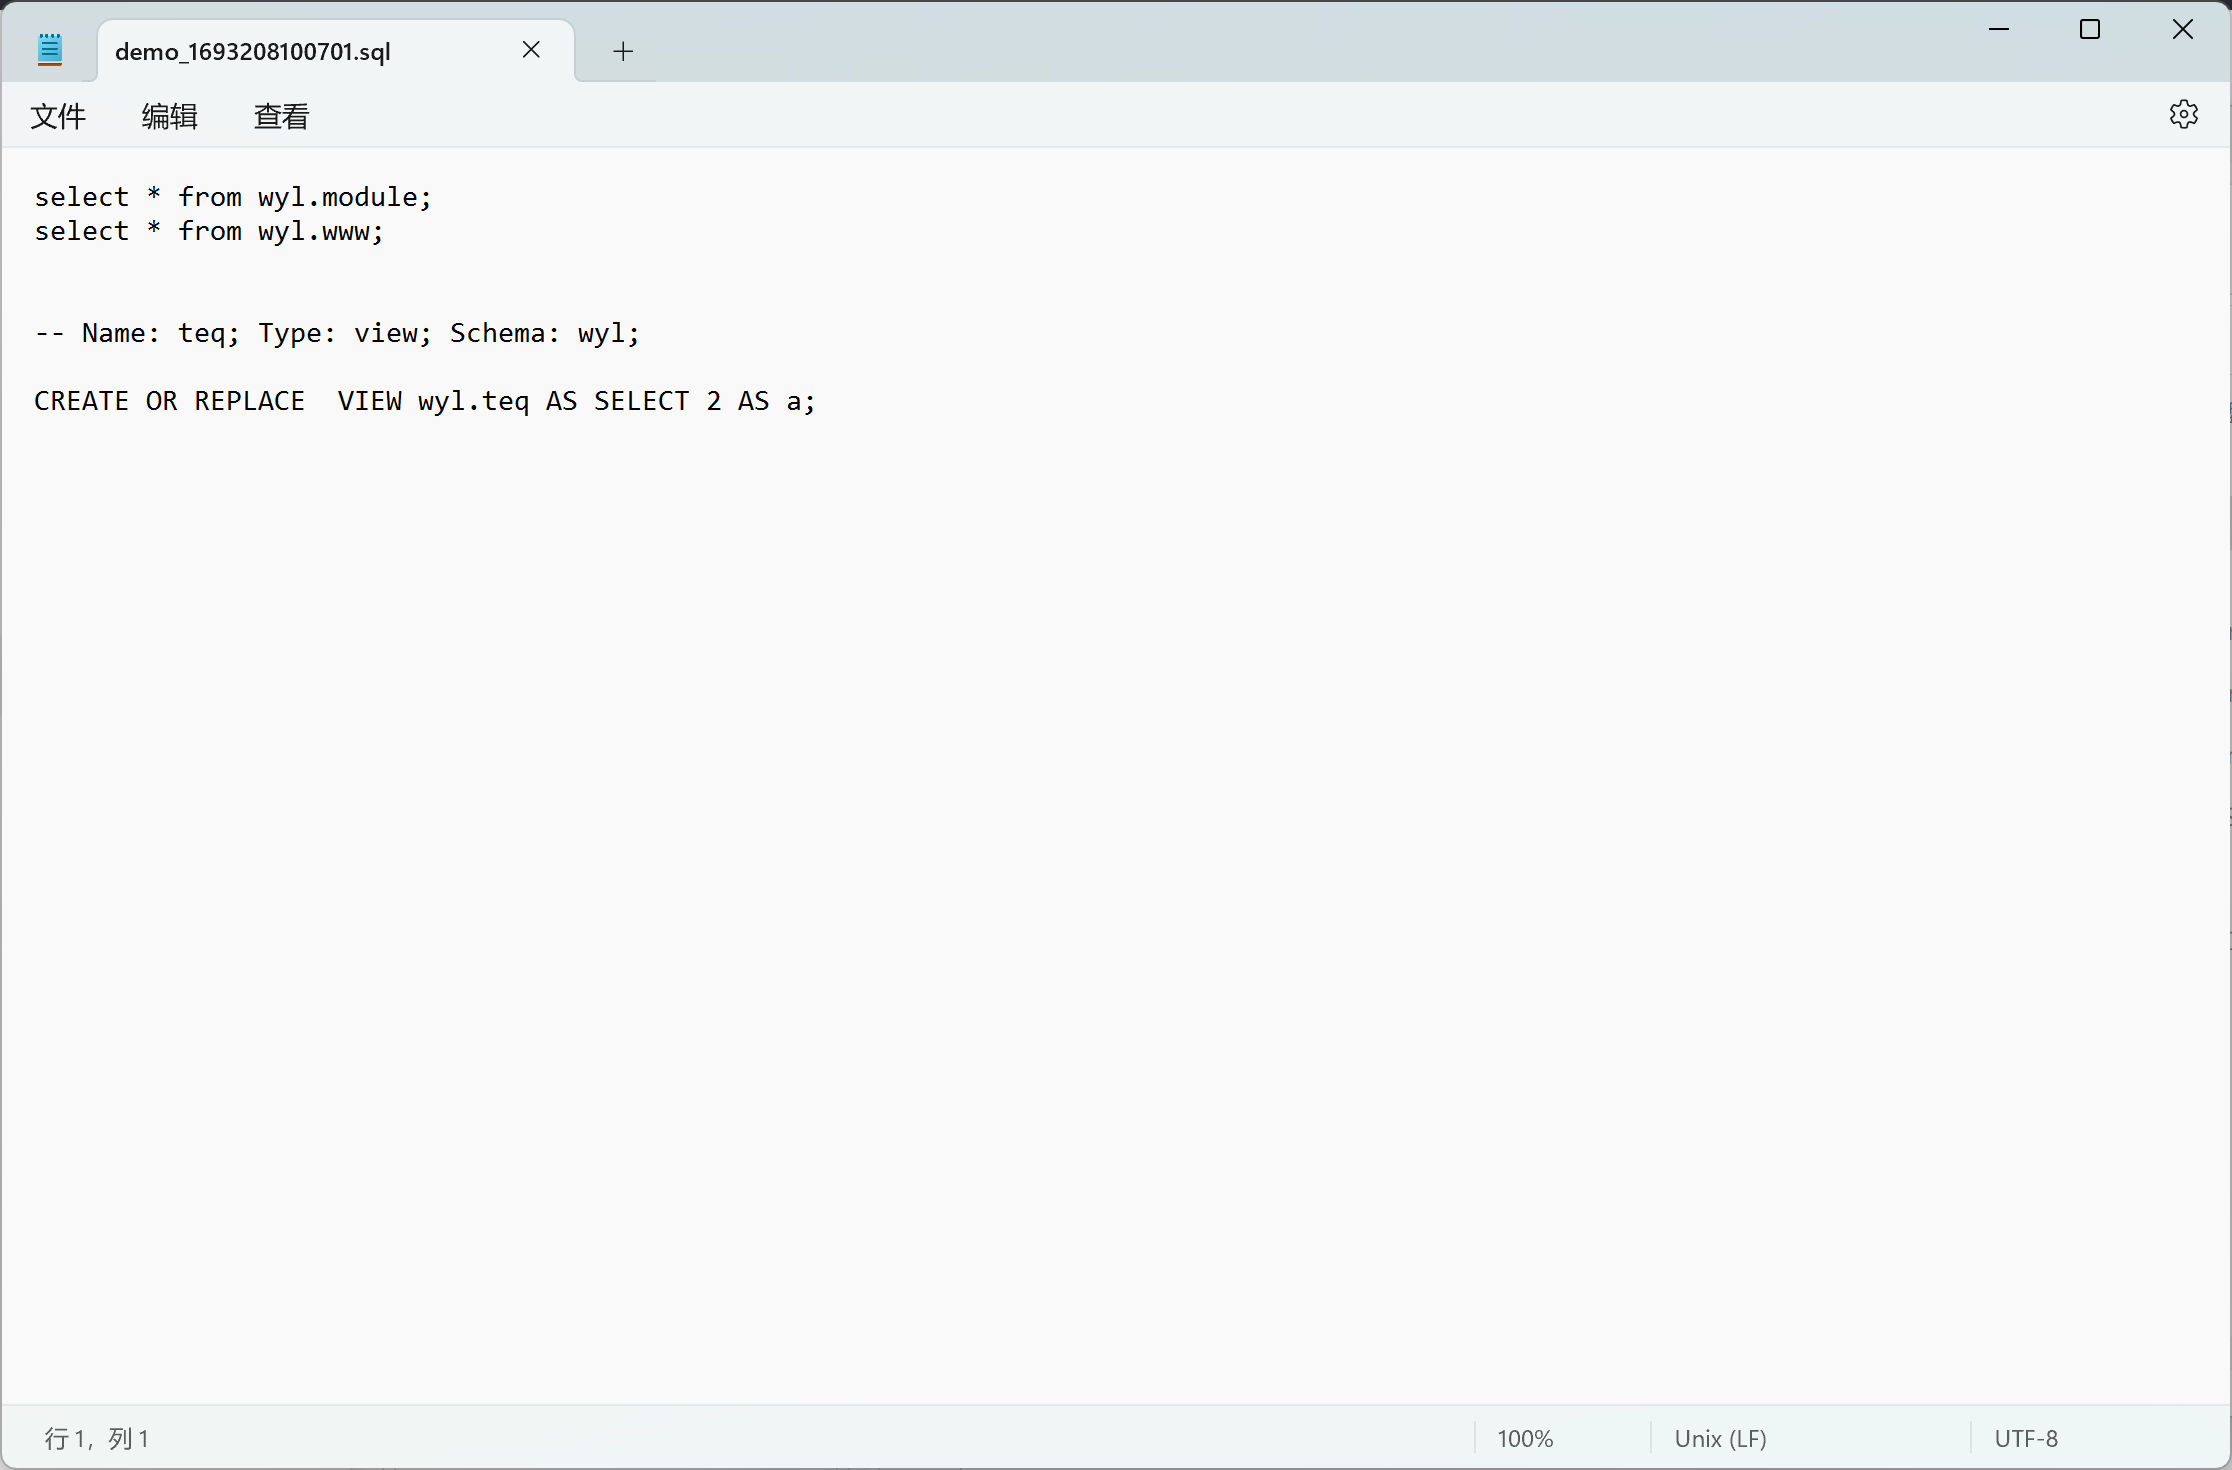 demo_1693208100701.sql
文件 编辑 查看
select * from wyl.module;
select * from wyl.www;
-- Name: teq; Type: view; Schema: wyl;
CREATE OR REPLACE  VIEW wyl.teq AS SELECT 2 AS a;
行 1, 列 1 100% Unix (LF) UTF-8